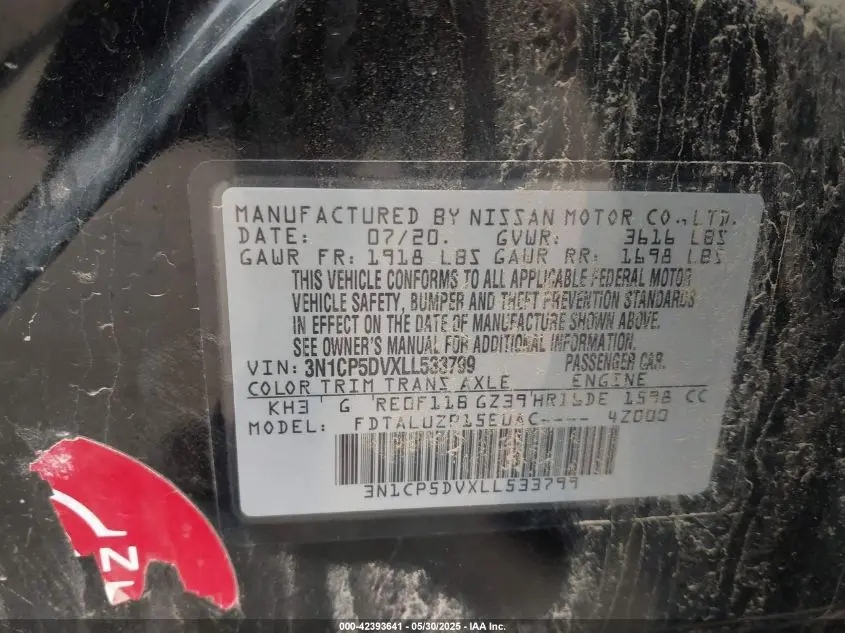 MANUFACTURED BY NISSAN MOTOR CO., LTD.
DATE: 07/20. GVWR: 3616 LBS
GAWR FR: 1918 LBS GAWR RR: 1698 LBS
THIS VEHICLE CONFORMS TO ALL APPLICABLE FEDERAL MOTOR
VEHICLE SAFETY, BUMPER AND THEFT PREVENTION STANDARDS
IN EFFECT ON THE DATE OF MANUFACTURE SHOWN ABOVE.
SEE OWNER'S MANUAL FOR ADDITIONAL INFORMATION.
VIN: 3N1CP5DVXLL533799 PASSENGER CAR.
COLOR TRIM TRANS AXLE ENGINE
KH3 G RE0F11B GZ39 HR16DE 1598 CC
MODEL: FDTALUZP15EUAC---- 4Z000
3N1CP5DVXLL533799
ZN
000-42393641 - 05/30/2025 - IAA Inc.